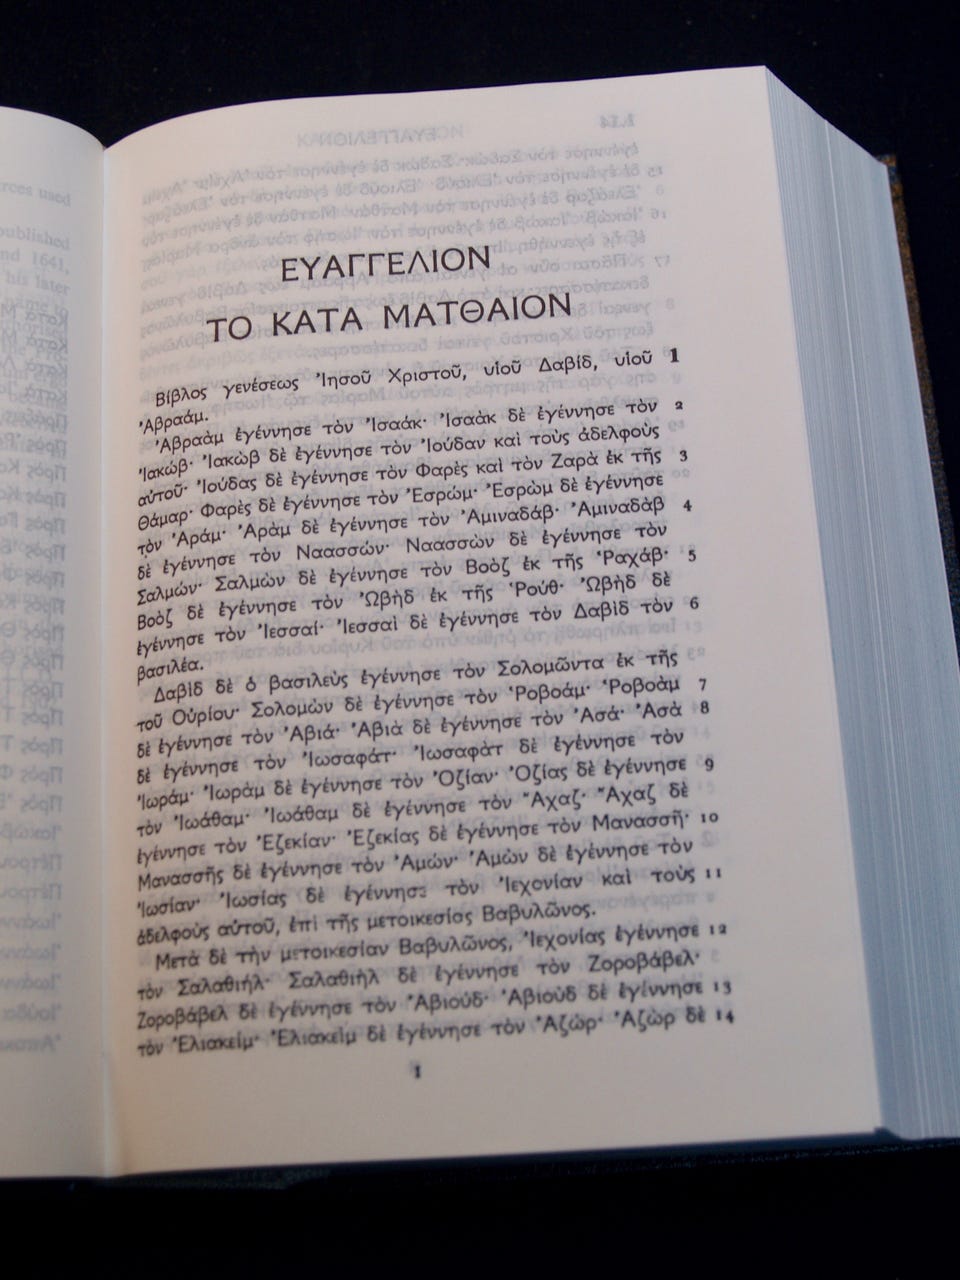 rces used
published
nd 1641,
his later
ΕΥΑΓΓΕΛΙΟΝ
ΤΟ ΚΑΤΑ ΜΑΤΘΑΙΟΝ
Βίβλος γενέσεως Ἰησοῦ Χριστοῦ, υἱοῦ Δαβίδ, υἱοῦ 1
Ἀβραάμ.
Ἀβραὰμ ἐγέννησε τὸν Ἰσαάκ· Ἰσαὰκ δὲ ἐγέννησε τὸν 2
Ἰακώβ· Ἰακὼβ δὲ ἐγέννησε τὸν Ἰούδαν καὶ τοὺς ἀδελφοὺς
αὐτοῦ· Ἰούδας δὲ ἐγέννησε τὸν Φαρὲς καὶ τὸν Ζαρὰ ἐκ τῆς 3
Θάμαρ· Φαρὲς δὲ ἐγέννησε τὸν Ἐσρώμ· Ἐσρὼμ δὲ ἐγέννησε
τὸν Ἀράμ· Ἀρὰμ δὲ ἐγέννησε τὸν Ἀμιναδάβ· Ἀμιναδὰβ 4
δὲ ἐγέννησε τὸν Ναασσών· Ναασσὼν δὲ ἐγέννησε τὸν
Σαλμών· Σαλμὼν δὲ ἐγέννησε τὸν Βοὸζ ἐκ τῆς Ῥαχάβ· 5
Βοὸζ δὲ ἐγέννησε τὸν Ὠβὴδ ἐκ τῆς Ῥούθ· Ὠβὴδ δὲ
ἐγέννησε τὸν Ἰεσσαί· Ἰεσσαὶ δὲ ἐγέννησε τὸν Δαβὶδ τὸν 6
βασιλέα.
Δαβὶδ δὲ ὁ βασιλεὺς ἐγέννησε τὸν Σολομῶντα ἐκ τῆς
τοῦ Οὐρίου· Σολομὼν δὲ ἐγέννησε τὸν Ῥοβοάμ· Ῥοβοὰμ 7
δὲ ἐγέννησε τὸν Ἀβιά· Ἀβιὰ δὲ ἐγέννησε τὸν Ἀσά· Ἀσὰ 8
δὲ ἐγέννησε τὸν Ἰωσαφάτ· Ἰωσαφὰτ δὲ ἐγέννησε τὸν
Ἰωράμ· Ἰωρὰμ δὲ ἐγέννησε τὸν Ὀζίαν· Ὀζίας δὲ ἐγέννησε 9
τὸν Ἰωάθαμ· Ἰωάθαμ δὲ ἐγέννησε τὸν Ἄχαζ· Ἄχαζ δὲ
ἐγέννησε τὸν Ἐζεκίαν· Ἐζεκίας δὲ ἐγέννησε τὸν Μανασσῆ· 10
Μανασσῆς δὲ ἐγέννησε τὸν Ἀμών· Ἀμὼν δὲ ἐγέννησε τὸν
Ἰωσίαν· Ἰωσίας δὲ ἐγέννησε τὸν Ἰεχονίαν καὶ τοὺς 11
ἀδελφοὺς αὐτοῦ, ἐπὶ τῆς μετοικεσίας Βαβυλῶνος.
Μετὰ δὲ τὴν μετοικεσίαν Βαβυλῶνος, Ἰεχονίας ἐγέννησε 12
τὸν Σαλαθιήλ· Σαλαθιὴλ δὲ ἐγέννησε τὸν Ζοροβάβελ·
Ζοροβάβελ δὲ ἐγέννησε τὸν Ἀβιούδ· Ἀβιοὺδ δὲ ἐγέννησε 13
τὸν Ἐλιακείμ· Ἐλιακεὶμ δὲ ἐγέννησε τὸν Ἀζώρ· Ἀζὼρ δὲ 14
1